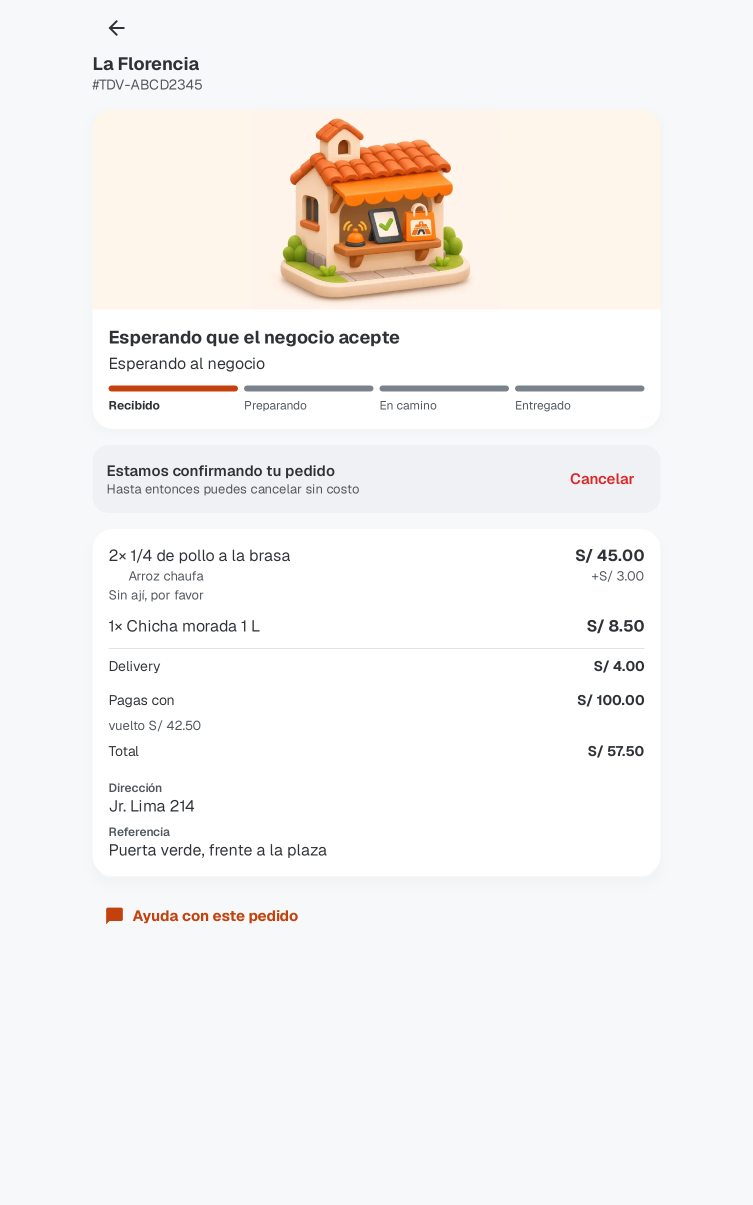 La Florencia
#TDV-ABCD2345
Esperando que el negocio acepte
Esperando al negocio
Recibido
Preparando
En camino
Entregado
Estamos confirmando tu pedido
Hasta entonces puedes cancelar sin costo
Cancelar
2× 1/4 de pollo a la brasa S/ 45.00
Arroz chaufa +S/ 3.00
Sin ají, por favor
1× Chicha morada 1 L S/ 8.50
Delivery S/ 4.00
Pagas con S/ 100.00
vuelto S/ 42.50
Total S/ 57.50
Dirección
Jr. Lima 214
Referencia
Puerta verde, frente a la plaza
Ayuda con este pedido